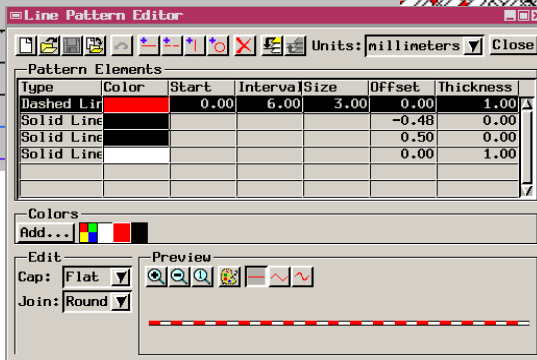 Line Pattern Editor
Units: millimeters Close
Pattern Elements
Type Color Start Interval Size Offset Thickness
Dashed Lin 0.00 6.00 3.00 0.00 1.00
Solid Line -0.48 0.00
Solid Line 0.50 0.00
Solid Line 0.00 1.00
Colors
Add...
Edit
Cap: Flat
Join: Round
Preview